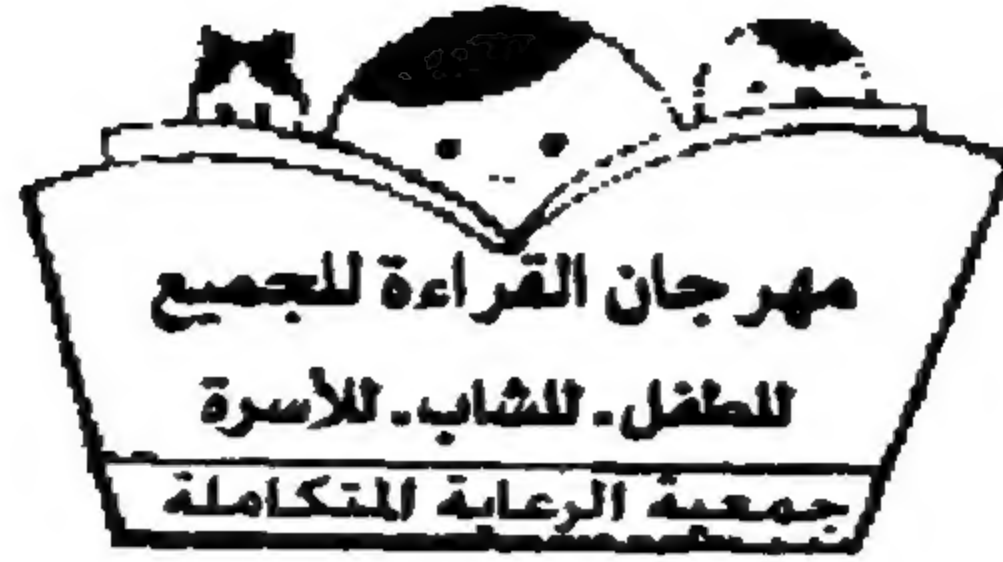 مهرجان القراءة للجميع
للطفل . للشاب . للأسرة
جمعية الرعاية المتكاملة